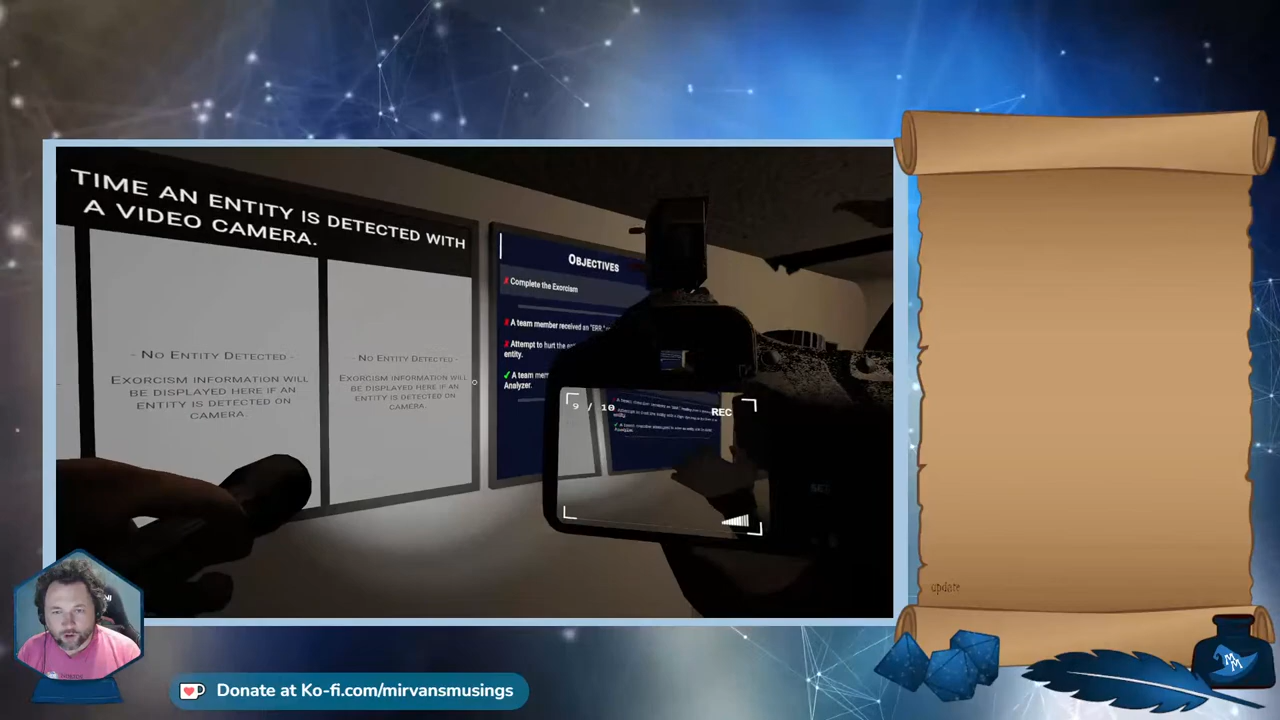 TIME AN ENTITY IS DETECTED WITH
A VIDEO CAMERA.
- NO ENTITY DETECTED -
EXORCISM INFORMATION WILL
BE DISPLAYED HERE IF AN
ENTITY IS DETECTED ON
CAMERA.
- NO ENTITY DETECTED -
EXORCISM INFORMATION WILL
BE DISPLAYED HERE IF AN
ENTITY IS DETECTED ON
CAMERA.
OBJECTIVES
✗ Complete the Exorcism
✗ A team member received an "ERR
✗ Attempt to hurt the
entity.
✓ A team
Analyzer.
9 / 10
REC
update
Donate at Ko-fi.com/mirvansmusings
M
M